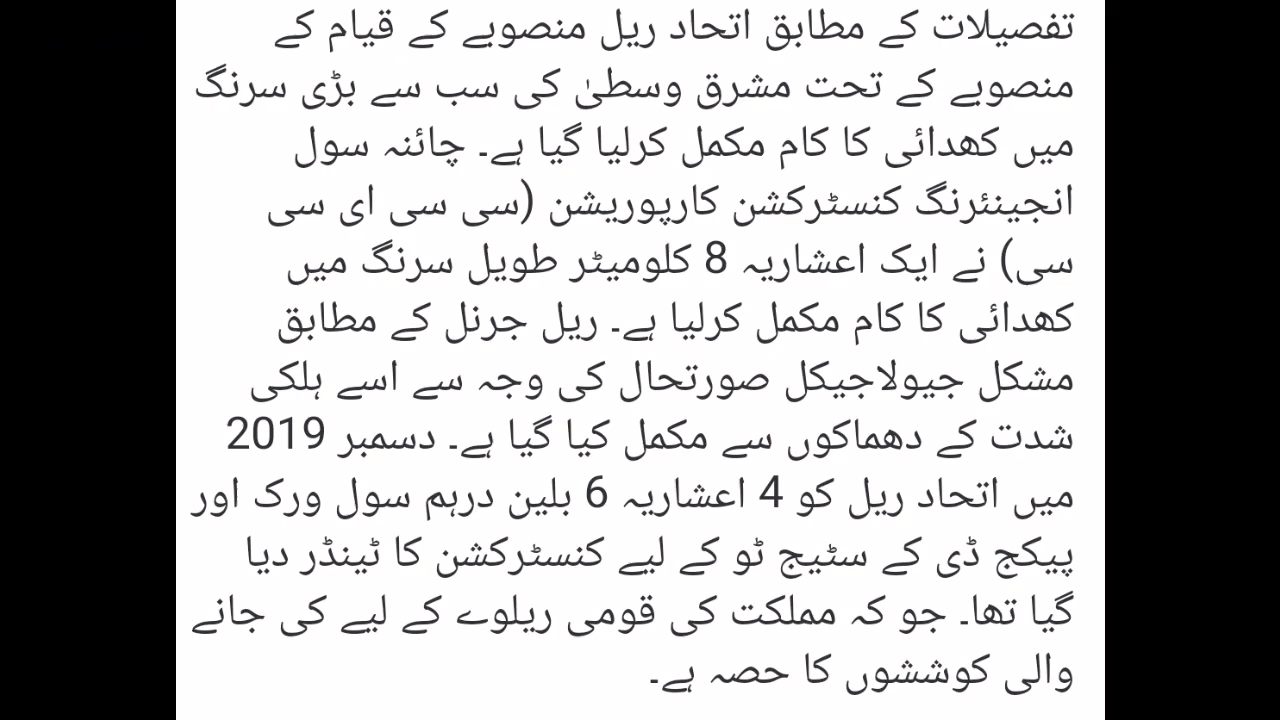 تفصیلات کے مطابق اتحاد ریل منصوبے کے قیام کے
منصوبے کے تحت مشرق وسطیٰ کی سب سے بڑی سرنگ
میں کھدائی کا کام مکمل کرلیا گیا ہے۔ چائنہ سول
انجینئرنگ کنسٹرکشن کارپوریشن (سی سی ای سی
سی) نے ایک اعشاریہ 8 کلومیٹر طویل سرنگ میں
کھدائی کا کام مکمل کرلیا ہے۔ ریل جرنل کے مطابق
مشکل جیولاجیکل صورتحال کی وجہ سے اسے ہلکی
شدت کے دھماکوں سے مکمل کیا گیا ہے۔ دسمبر 2019
میں اتحاد ریل کو 4 اعشاریہ 6 بلین درہم سول ورک اور
پیکج ڈی کے سٹیج ٹو کے لیے کنسٹرکشن کا ٹینڈر دیا
گیا تھا۔ جو کہ مملکت کی قومی ریلوے کے لیے کی جانے
والی کوششوں کا حصہ ہے۔